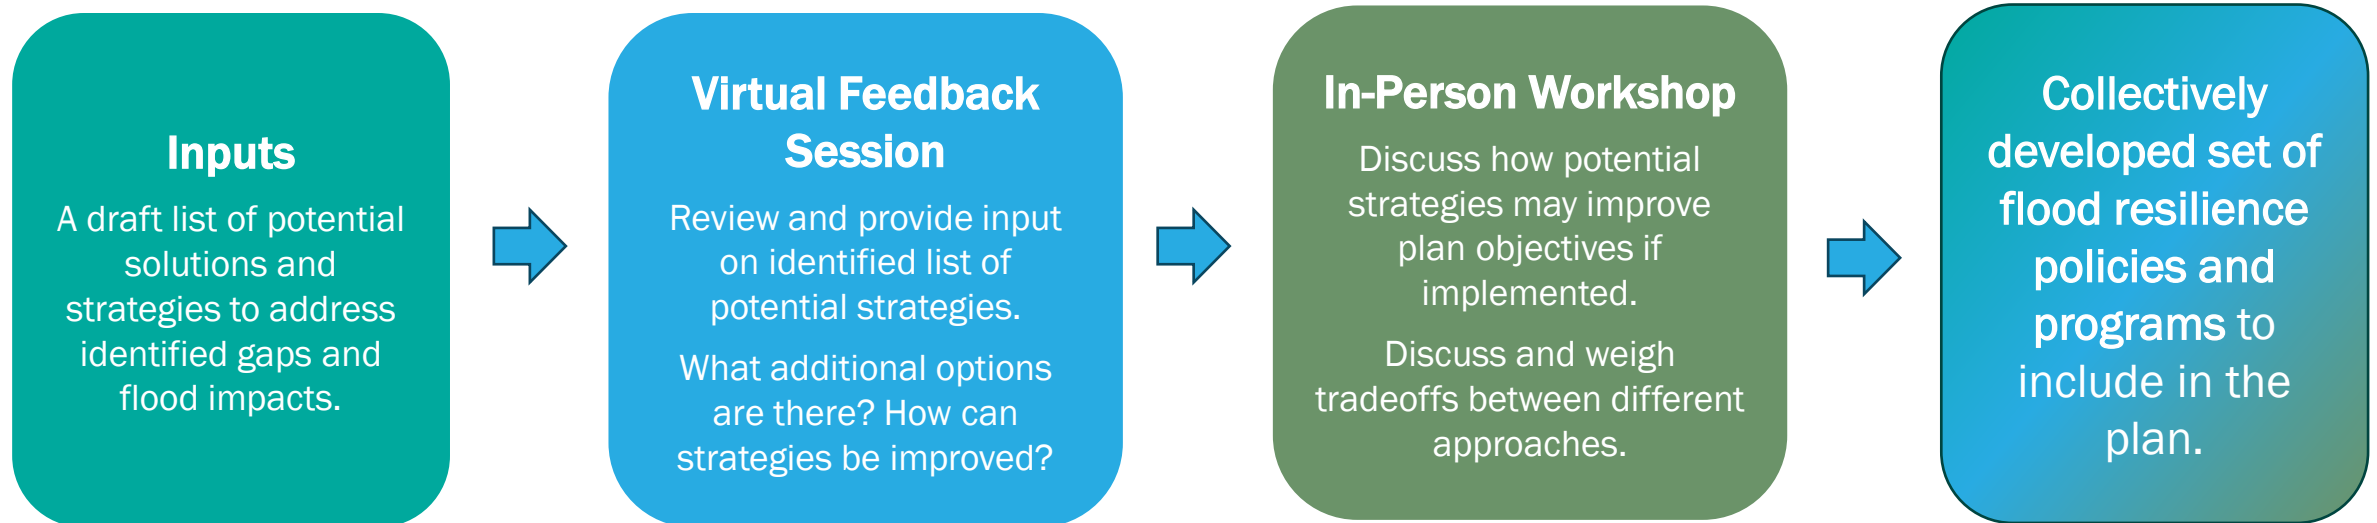 Inputs
A draft list of potential
solutions and
strategies to address
identified gaps and
flood impacts.
Virtual Feedback
Session
Review and provide input
on identified list of
potential strategies.
What additional options
are there? How can
strategies be improved?
In-Person Workshop
Discuss how potential
strategies may improve
plan objectives if
implemented.
Discuss and weigh
tradeoffs between different
approaches.
Collectively
developed set of
flood resilience
policies and
programs to
include in the
plan.